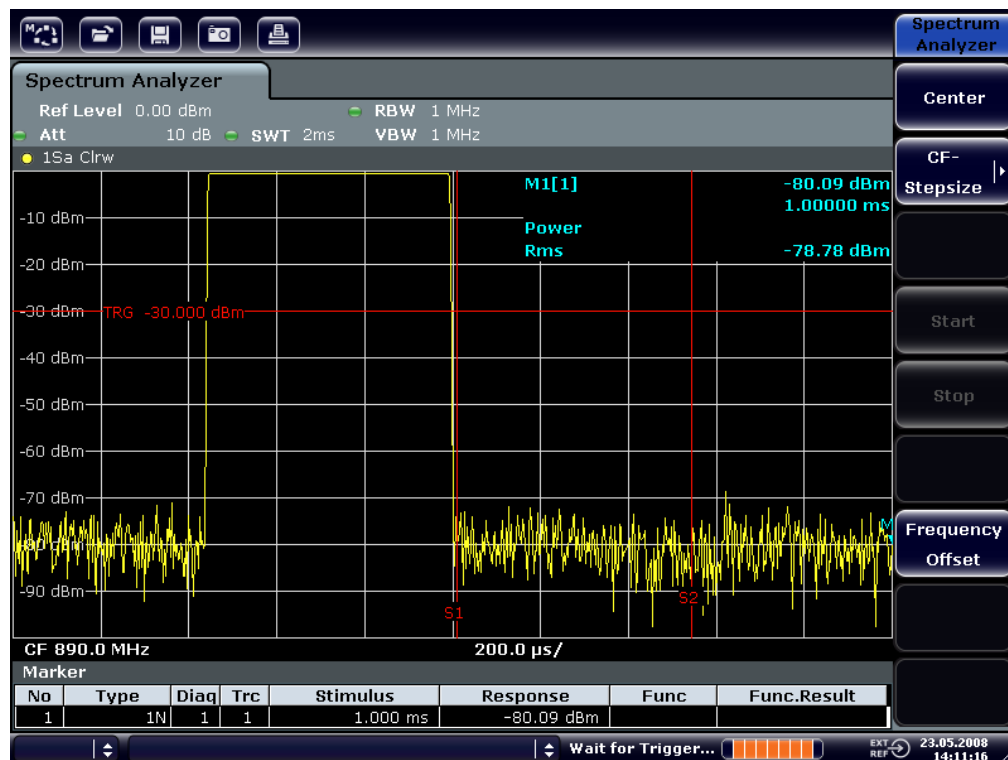 Spectrum Analyzer
Spectrum Analyzer
Ref Level 0.00 dBm RBW 1 MHz
Att 10 dB SWT 2ms VBW 1 MHz
1Sa Clrw
M1[1] -80.09 dBm
1.00000 ms
Power
Rms -78.78 dBm
-10 dBm
-20 dBm
-30 dBm
TRG -30.000 dBm
-40 dBm
-50 dBm
-60 dBm
-70 dBm
-90 dBm
S1
S2
CF 890.0 MHz 200.0 µs/
Marker
No Type Diag Trc Stimulus Response Func Func.Result
1 1N 1 1 1.000 ms -80.09 dBm
Wait for Trigger...
EXT REF
23.05.2008
14:11:16
Center
CF-Stepsize
Start
Stop
Frequency Offset